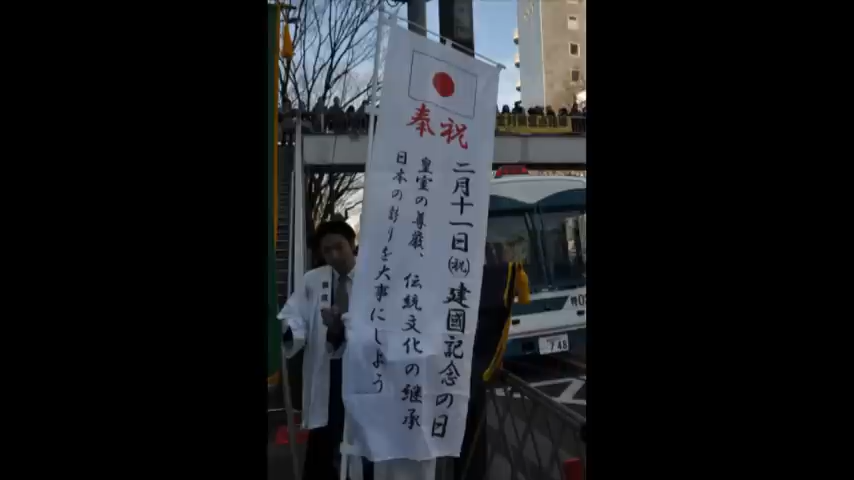 奉祝
二月十一日㈷建國記念の日
皇室の尊厳、伝統文化の継承
日本の誇りを大事にしよう
748